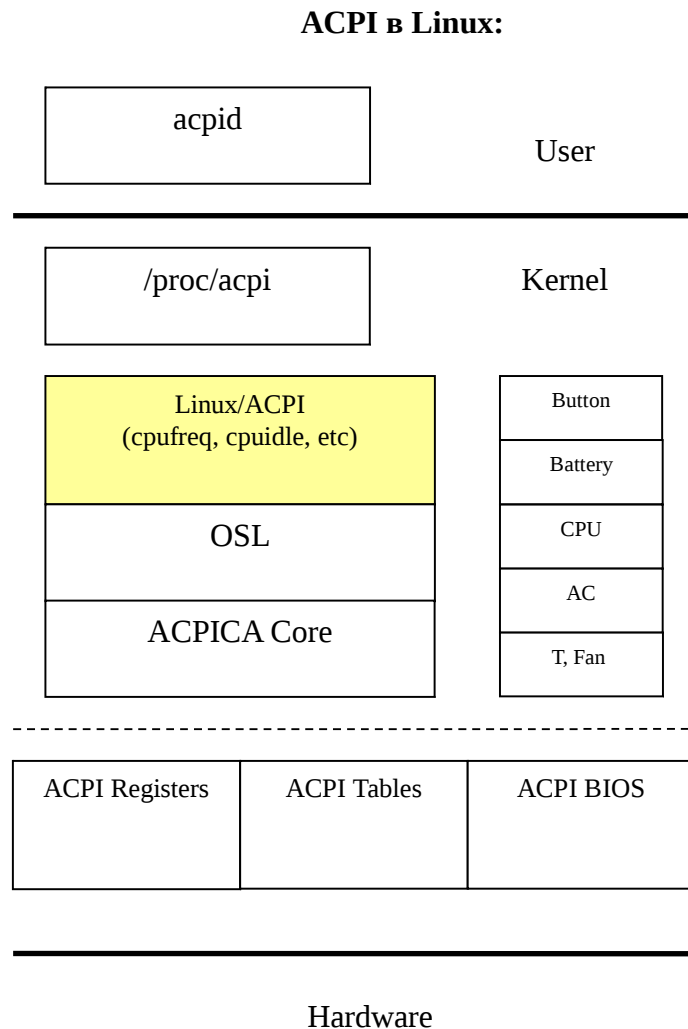 ACPI в Linux:
acpid
User
/proc/acpi
Kernel
Linux/ACPI
(cpufreq, cpuidle, etc)
OSL
ACPICA Core
Button
Battery
CPU
AC
T, Fan
ACPI Registers
ACPI Tables
ACPI BIOS
Hardware